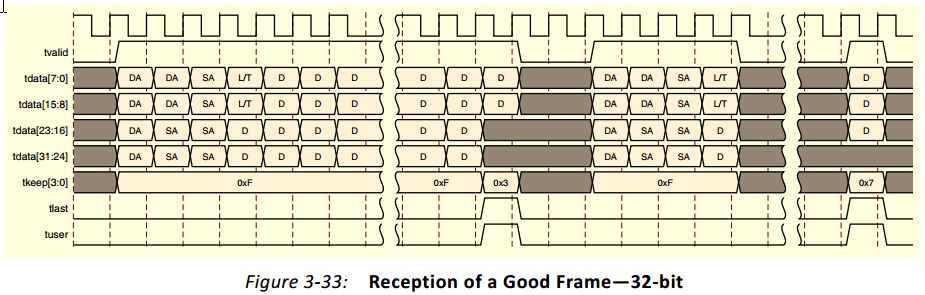 tvalid
tdata[7:0] DA DA SA L/T D D D D D D DA DA SA L/T D
tdata[15:8] DA DA SA L/T D D D D D D DA DA SA L/T D
tdata[23:16] DA SA SA D D D D D D DA SA SA D D
tdata[31:24] DA SA SA D D D D D D DA SA SA D
tkeep[3:0] 0xF 0xF 0x3 0xF 0x7
tlast
tuser
Figure 3-33: Reception of a Good Frame—32-bit